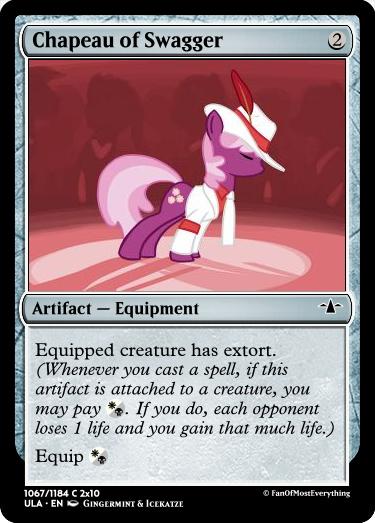 Chapeau of Swagger 2
Artifact — Equipment
Equipped creature has extort.
(Whenever you cast a spell, if this
artifact is attached to a creature, you
may pay . If you do, each opponent
loses 1 life and you gain that much life.)
Equip
1067/1184 C 2x10
ULA · EN Gingermint & Icekatze
© FanOfMostEverything